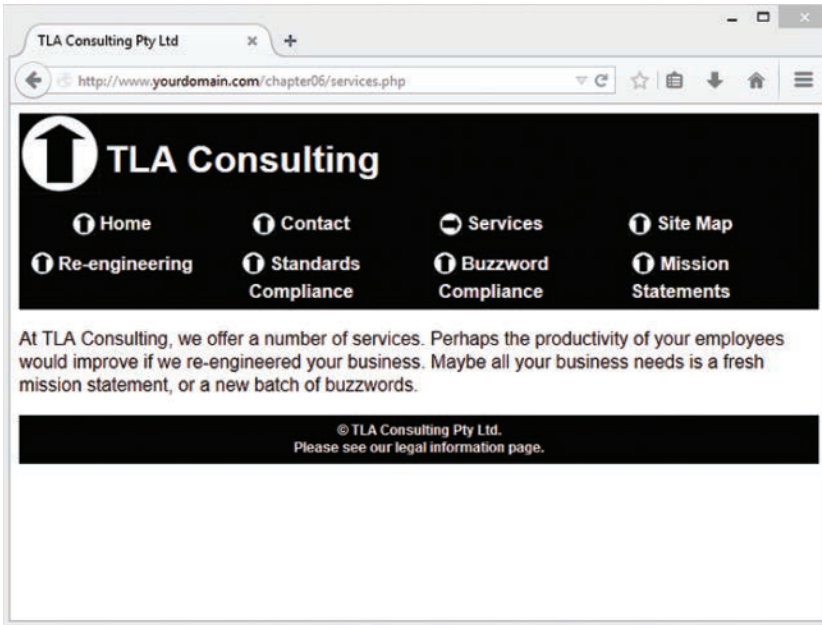 TLA Consulting Pty Ltd
http://www.yourdomain.com/chapter06/services.php
TLA Consulting
Home Contact Services Site Map
Re-engineering Standards Compliance Buzzword Compliance Mission Statements
At TLA Consulting, we offer a number of services. Perhaps the productivity of your employees
would improve if we re-engineered your business. Maybe all your business needs is a fresh
mission statement, or a new batch of buzzwords.
© TLA Consulting Pty Ltd.
Please see our legal information page.